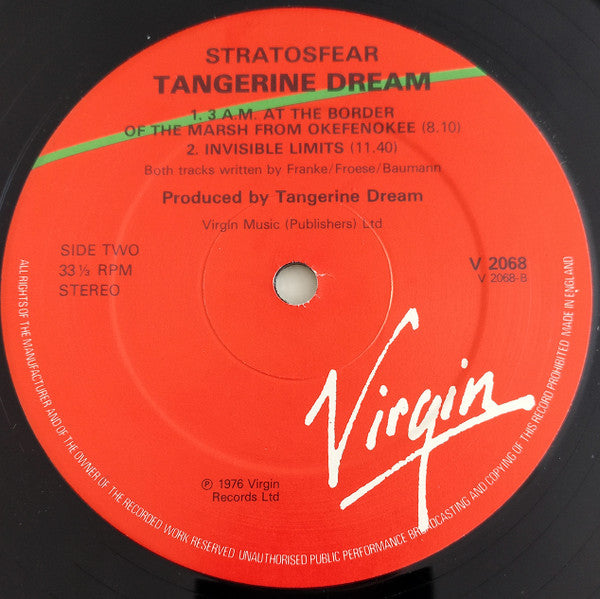 STRATOSFEAR
TANGERINE DREAM
1. 3 A.M. AT THE BORDER
OF THE MARSH FROM OKEFENOKEE (8.10)
2. INVISIBLE LIMITS (11.40)
Both tracks written by Franke/Froese/Baumann
Produced by Tangerine Dream
Virgin Music (Publishers) Ltd
SIDE TWO
33⅓ RPM
STEREO
V 2068
V 2068-B
Virgin
℗ 1976 Virgin
Records Ltd
ALL RIGHTS OF THE MANUFACTURER AND OF THE OWNER OF THE RECORDED WORK RESERVED UNAUTHORISED PUBLIC PERFORMANCE BROADCASTING AND COPYING OF THIS RECORD PROHIBITED MADE IN ENGLAND